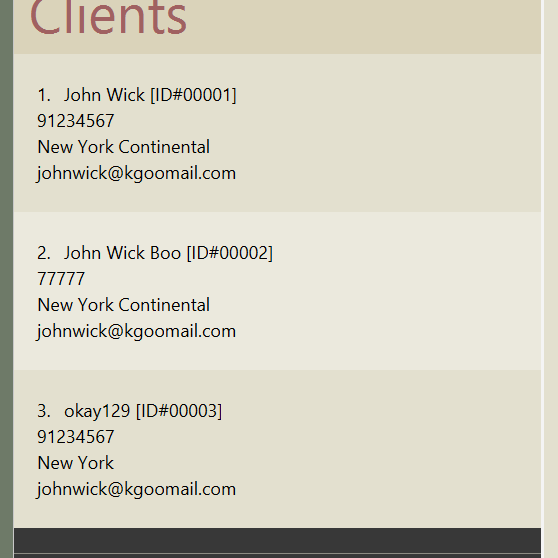 Clients
1. John Wick [ID#00001]
91234567
New York Continental
johnwick@kgoomail.com
2. John Wick Boo [ID#00002]
77777
New York Continental
johnwick@kgoomail.com
3. okay129 [ID#00003]
91234567
New York
johnwick@kgoomail.com